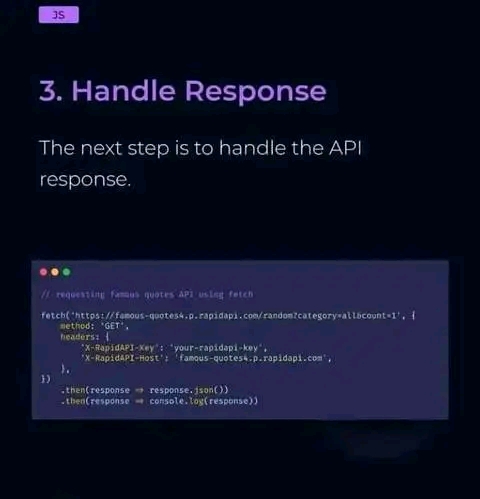 JS
3. Handle Response
The next step is to handle the API
response.
// requesting famous quotes API using fetch
fetch('https://famous-quotes4.p.rapidapi.com/random?category=all&count=1', {
    method: 'GET',
    headers: {
        'X-RapidAPI-Key': 'your-rapidapi-key',
        'X-RapidAPI-Host': 'famous-quotes4.p.rapidapi.com',
    },
})
    .then(response => response.json())
    .then(response => console.log(response))